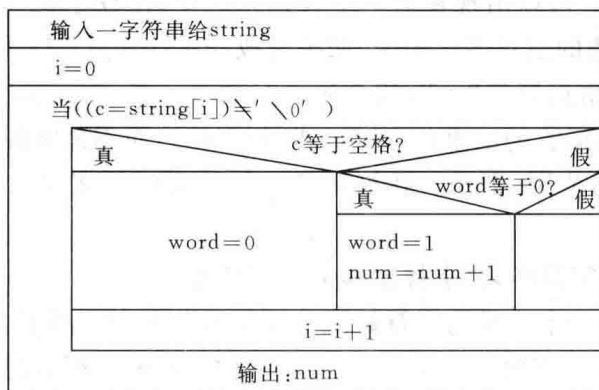 输入一字符串给string
i=0
当((c=string[i])≠'\0')
c等于空格?
真
假
word等于0?
真
假
word=0
word=1
num=num+1
i=i+1
输出:num